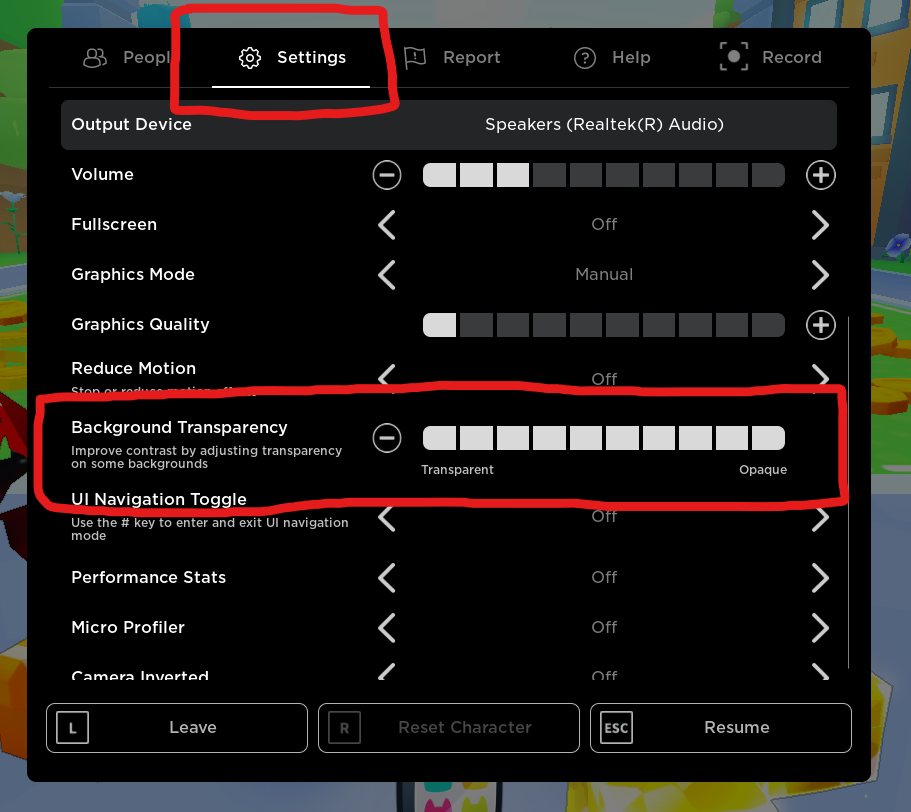 Peopl
Settings
Report
Help
Record
Output Device
Speakers (Realtek(R) Audio)
Volume
Fullscreen
Off
Graphics Mode
Manual
Graphics Quality
Reduce Motion
Off
Stop or reduce motion
Background Transparency
Improve contrast by adjusting transparency
on some backgrounds
Transparent
Opaque
UI Navigation Toggle
Use the # key to enter and exit UI navigation
mode
Off
Performance Stats
Off
Micro Profiler
Off
Camera Inverted
Off
L
Leave
R
Reset Character
ESC
Resume